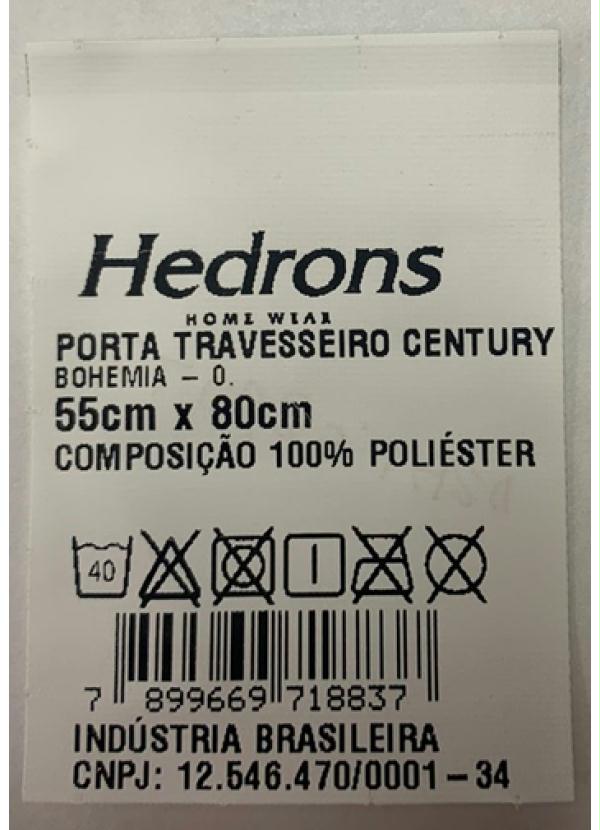 Hedrons
HOME WEAR
PORTA TRAVESSEIRO CENTURY
BOHEMIA – 0.
55cm x 80cm
COMPOSIÇÃO 100% POLIÉSTER
40
7 899669 718837
INDÚSTRIA BRASILEIRA
CNPJ: 12.546.470/0001–34